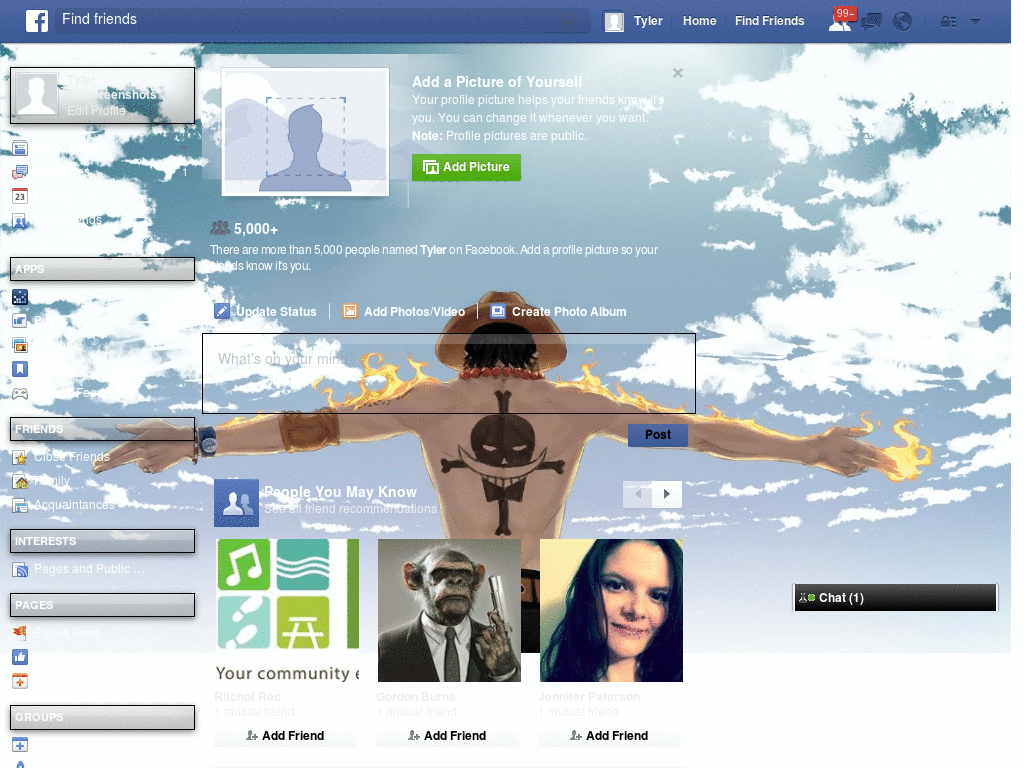 Find friends
Tyler
Home
Find Friends
99+
Tyler
Edit Profile
1
23
APPS
FRIENDS
Close Friends
Family
Acquaintances
INTERESTS
Pages and Public ...
PAGES
Pages Feed
GROUPS
Add a Picture of Yourself
Your profile picture helps your friends know it's
you. You can change it whenever you want.
Note: Profile pictures are public.
Add Picture
5,000+
There are more than 5,000 people named Tyler on Facebook. Add a profile picture so your
friends know it's you.
Update Status
Add Photos/Video
Create Photo Album
What's on your mind?
Post
People You May Know
See all friend recommendations
Your community
Ritchot Rec
1 mutual friend
Add Friend
Gordon Burns
1 mutual friend
Add Friend
Jennifer Paterson
1 mutual friend
Add Friend
Chat (1)